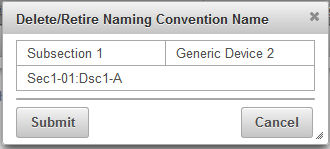 Delete/Retire Naming Convention Name
Subsection 1 Generic Device 2
Sec1-01:Dsc1-A
Submit Cancel